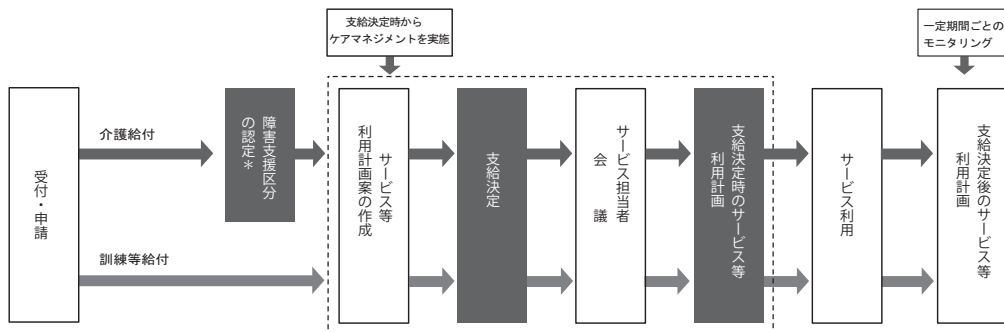 支給決定時から
ケアマネジメントを実施
一定期間ごとの
モニタリング
受付・申請
介護給付
訓練等給付
障害支援区分
の認定＊
サービス等
利用計画案の作成
支給決定
サービス担当者
会議
支給決定時のサービス等
利用計画
サービス利用
支給決定後のサービス等
利用計画